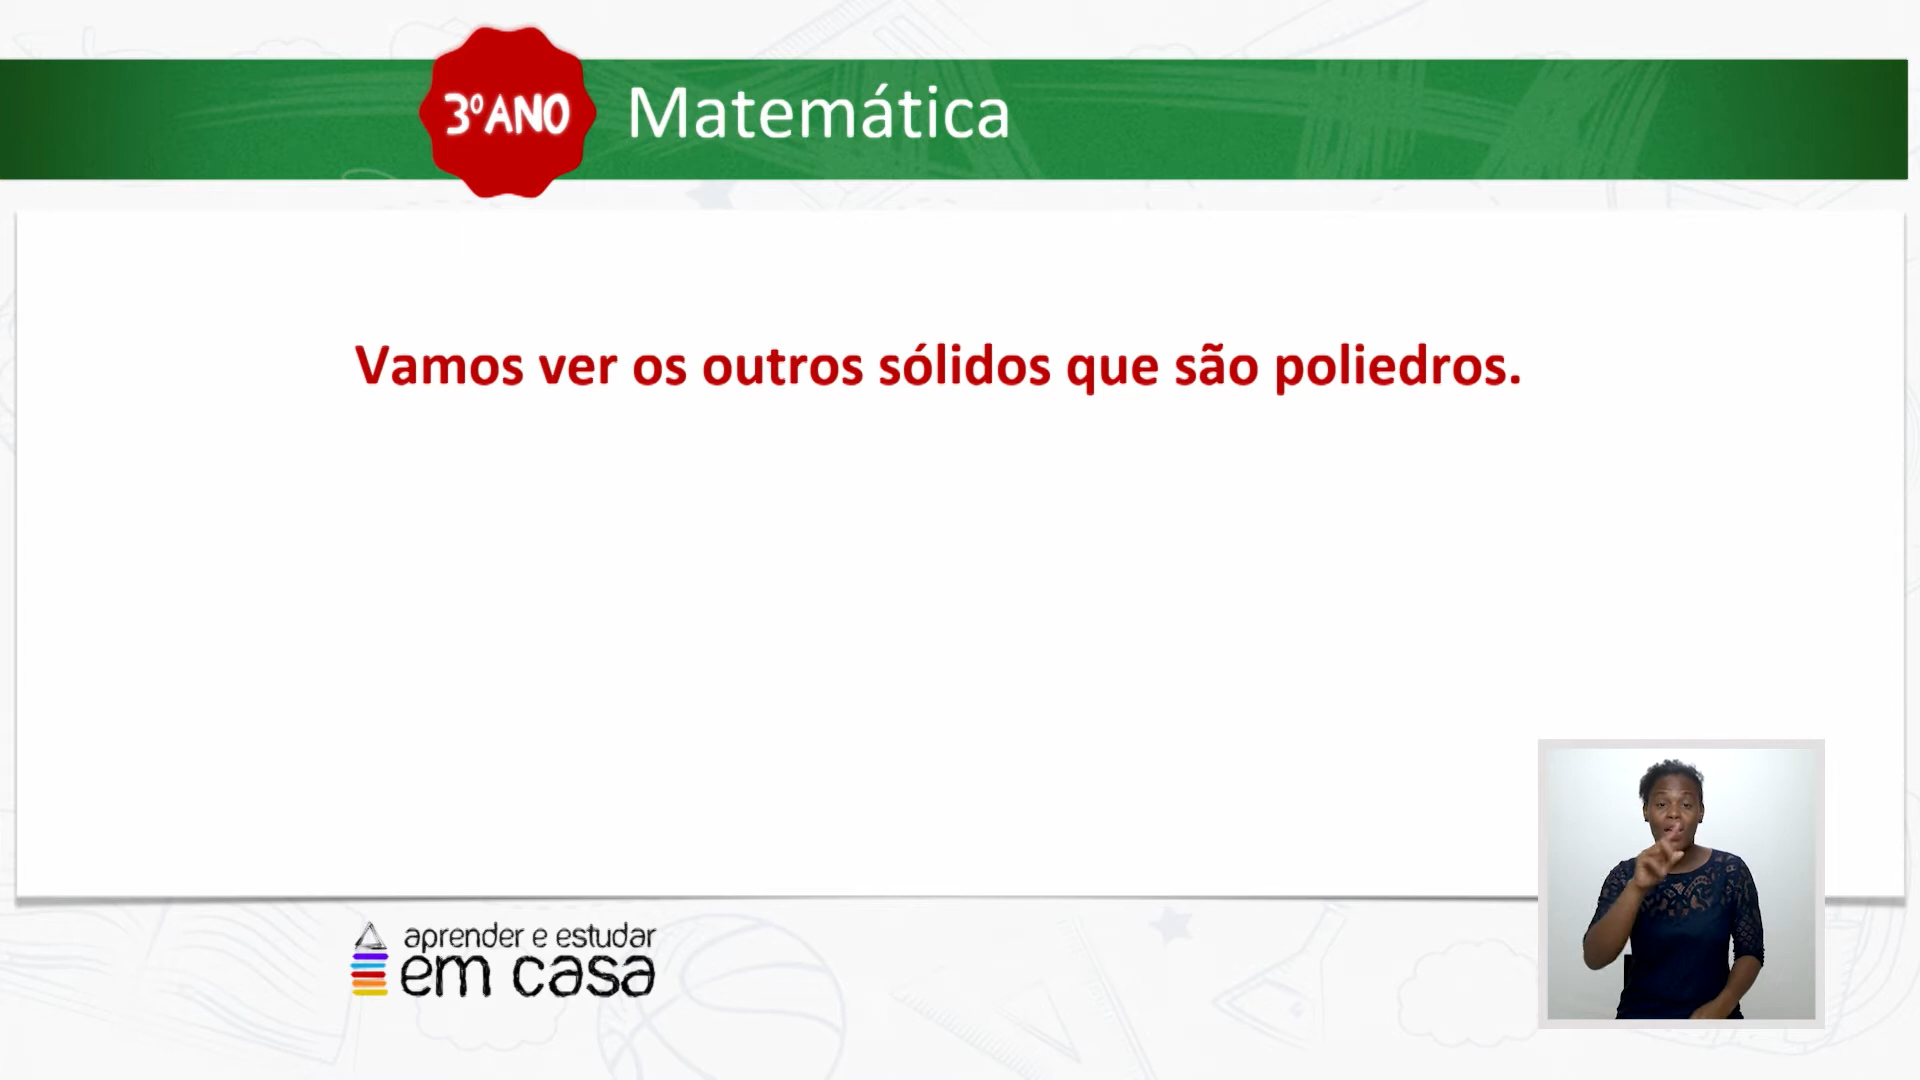 3ºANO
Matemática
Vamos ver os outros sólidos que são poliedros.
aprender e estudar
em casa